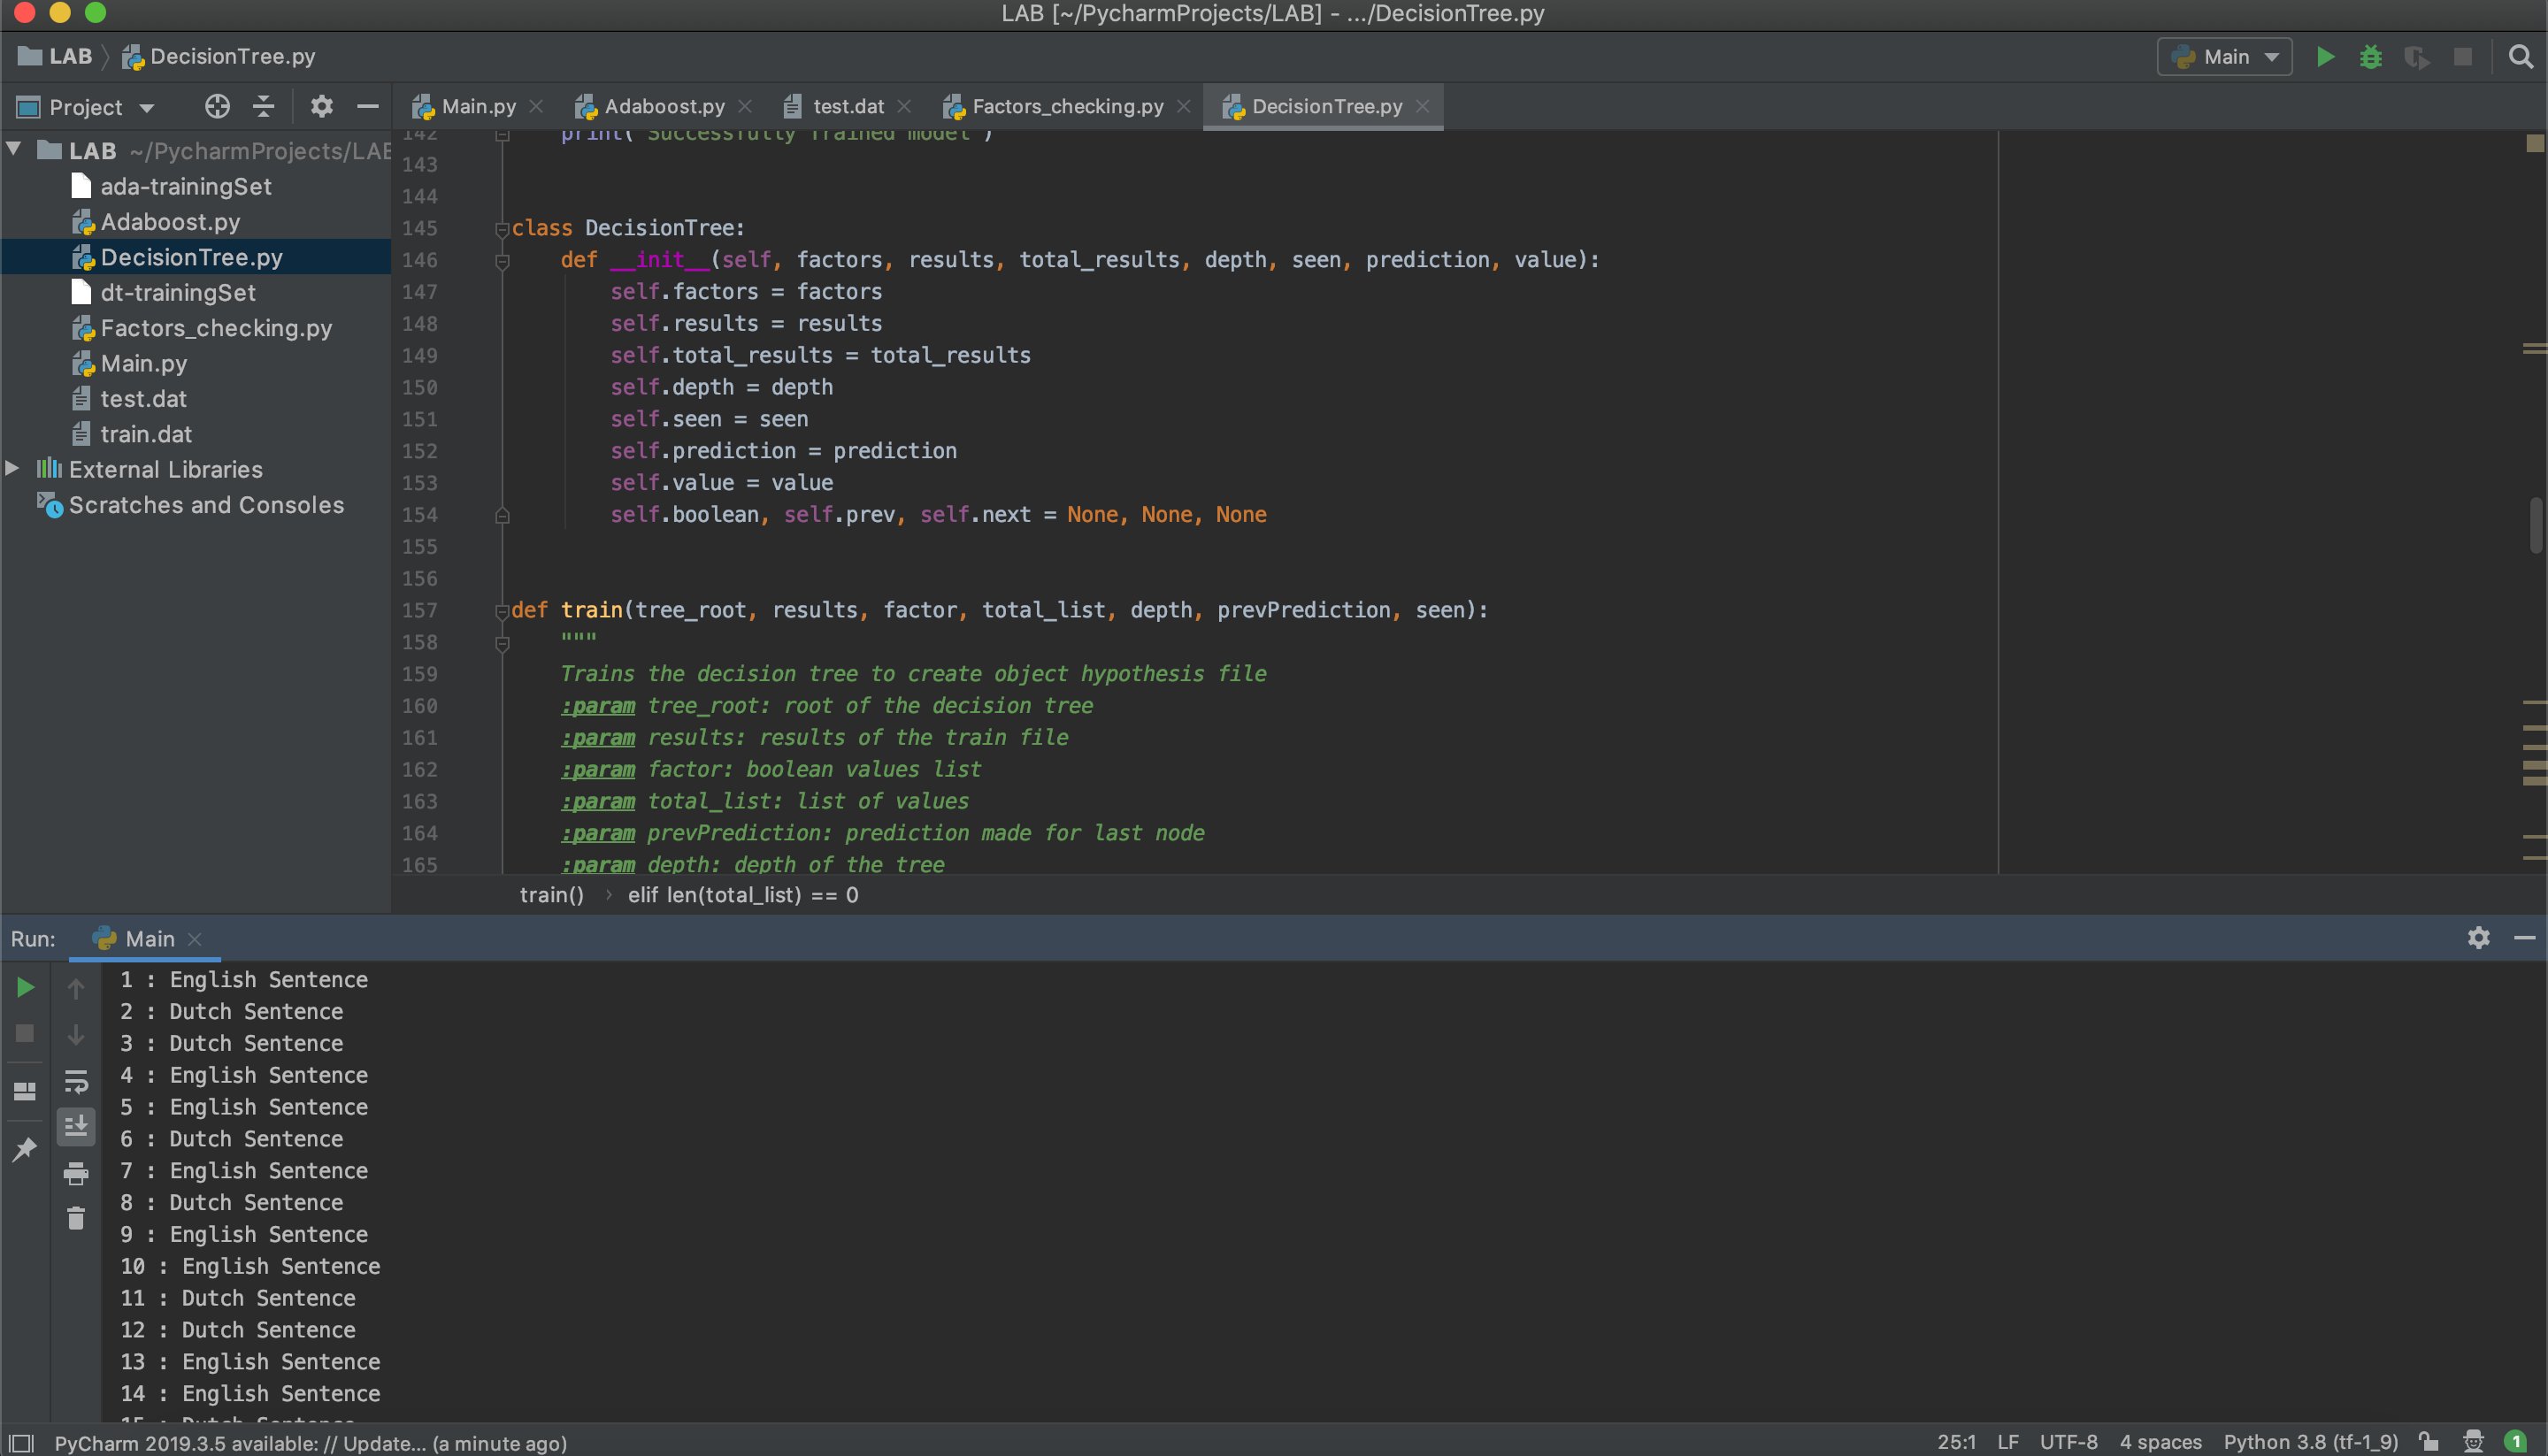 LAB [~/PycharmProjects/LAB] - .../DecisionTree.py
LAB DecisionTree.py Main
Project Main.py Adaboost.py test.dat Factors_checking.py DecisionTree.py
LAB ~/PycharmProjects/LAB
ada-trainingSet
Adaboost.py
DecisionTree.py
dt-trainingSet
Factors_checking.py
Main.py
test.dat
train.dat
External Libraries
Scratches and Consoles
142 print("Successfully Trained model")
143
144
145 class DecisionTree:
146 def __init__(self, factors, results, total_results, depth, seen, prediction, value):
147 self.factors = factors
148 self.results = results
149 self.total_results = total_results
150 self.depth = depth
151 self.seen = seen
152 self.prediction = prediction
153 self.value = value
154 self.boolean, self.prev, self.next = None, None, None
155
156
157 def train(tree_root, results, factor, total_list, depth, prevPrediction, seen):
158 """
159 Trains the decision tree to create object hypothesis file
160 :param tree_root: root of the decision tree
161 :param results: results of the train file
162 :param factor: boolean values list
163 :param total_list: list of values
164 :param prevPrediction: prediction made for last node
165 :param depth: depth of the tree
train() › elif len(total_list) == 0
Run: Main
1 : English Sentence
2 : Dutch Sentence
3 : Dutch Sentence
4 : English Sentence
5 : English Sentence
6 : Dutch Sentence
7 : English Sentence
8 : Dutch Sentence
9 : English Sentence
10 : English Sentence
11 : Dutch Sentence
12 : Dutch Sentence
13 : English Sentence
14 : English Sentence
15 : Dutch Sentence
PyCharm 2019.3.5 available: // Update... (a minute ago) 25:1 LF UTF-8 4 spaces Python 3.8 (tf-1_9) 1